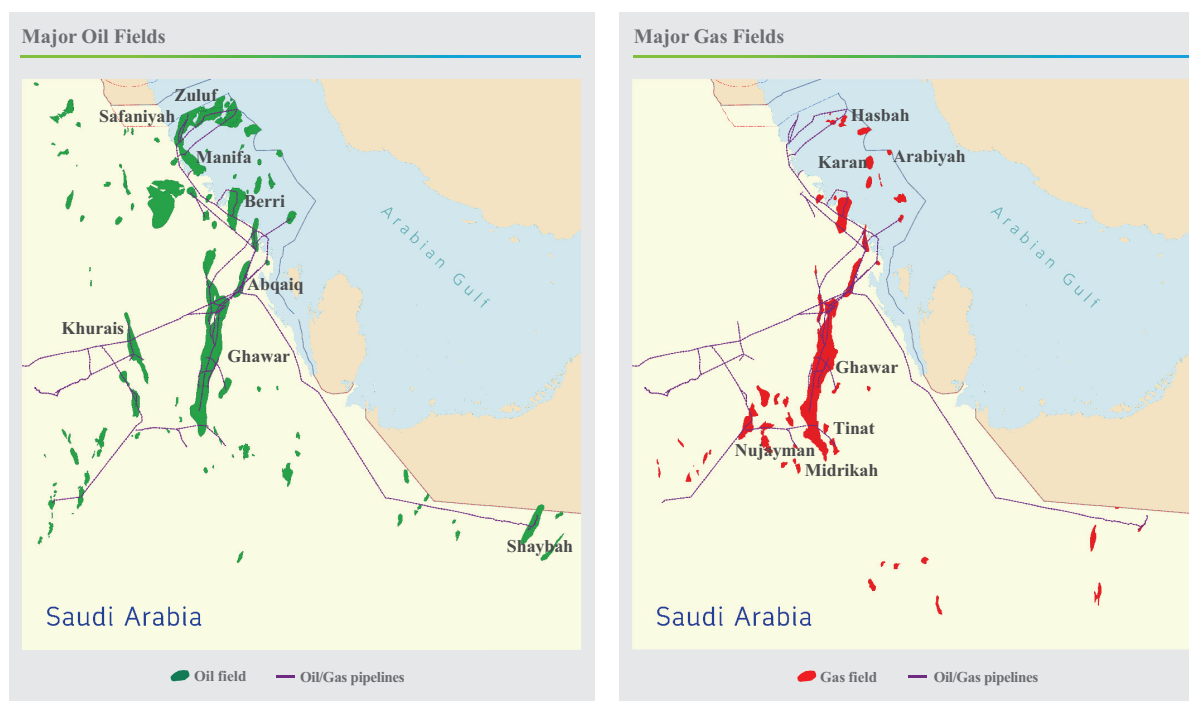 Major Oil Fields
Zuluf
Safaniyah
Manifa
Berri
Arabian Gulf
Abqaiq
Khurais
Ghawar
Shaybah
Saudi Arabia
Oil field
Oil/Gas pipelines
Major Gas Fields
Hasbah
Karan
Arabiyah
Arabian Gulf
Ghawar
Tinat
Nujayman
Midrikah
Saudi Arabia
Gas field
Oil/Gas pipelines